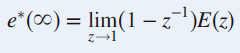 e*(∞) = lim(1 − z⁻¹)E(z)
z→1